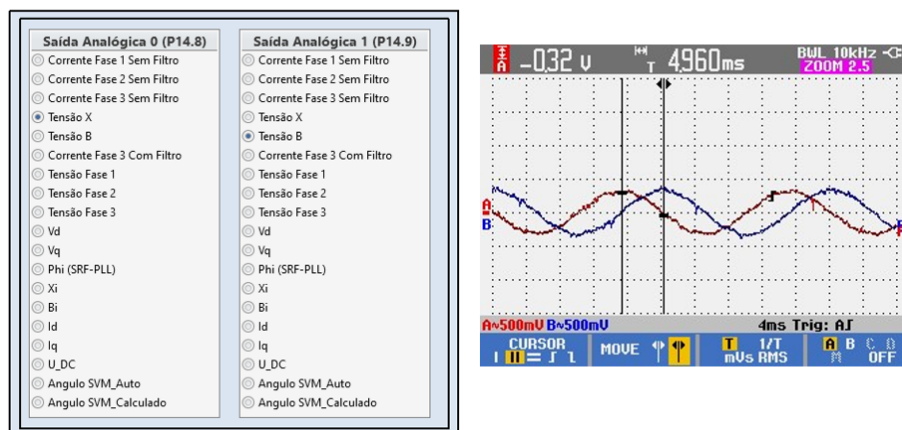 Saída Analógica 0 (P14.8)
Corrente Fase 1 Sem Filtro
Corrente Fase 2 Sem Filtro
Corrente Fase 3 Sem Filtro
Tensão X
Tensão B
Corrente Fase 3 Com Filtro
Tensão Fase 1
Tensão Fase 2
Tensão Fase 3
Vd
Vq
Phi (SRF-PLL)
Xi
Bi
Id
Iq
U_DC
Angulo SVM_Auto
Angulo SVM_Calculado
Saída Analógica 1 (P14.9)
Corrente Fase 1 Sem Filtro
Corrente Fase 2 Sem Filtro
Corrente Fase 3 Sem Filtro
Tensão X
Tensão B
Corrente Fase 3 Com Filtro
Tensão Fase 1
Tensão Fase 2
Tensão Fase 3
Vd
Vq
Phi (SRF-PLL)
Xi
Bi
Id
Iq
U_DC
Angulo SVM_Auto
Angulo SVM_Calculado
A -0.32 V T 4.960ms BWL 10kHz
ZOOM 2.5
A
B
A~500mV B~500mV 4ms Trig: A
CURSOR MOVE T 1/T A B C D
mVs RMS M OFF